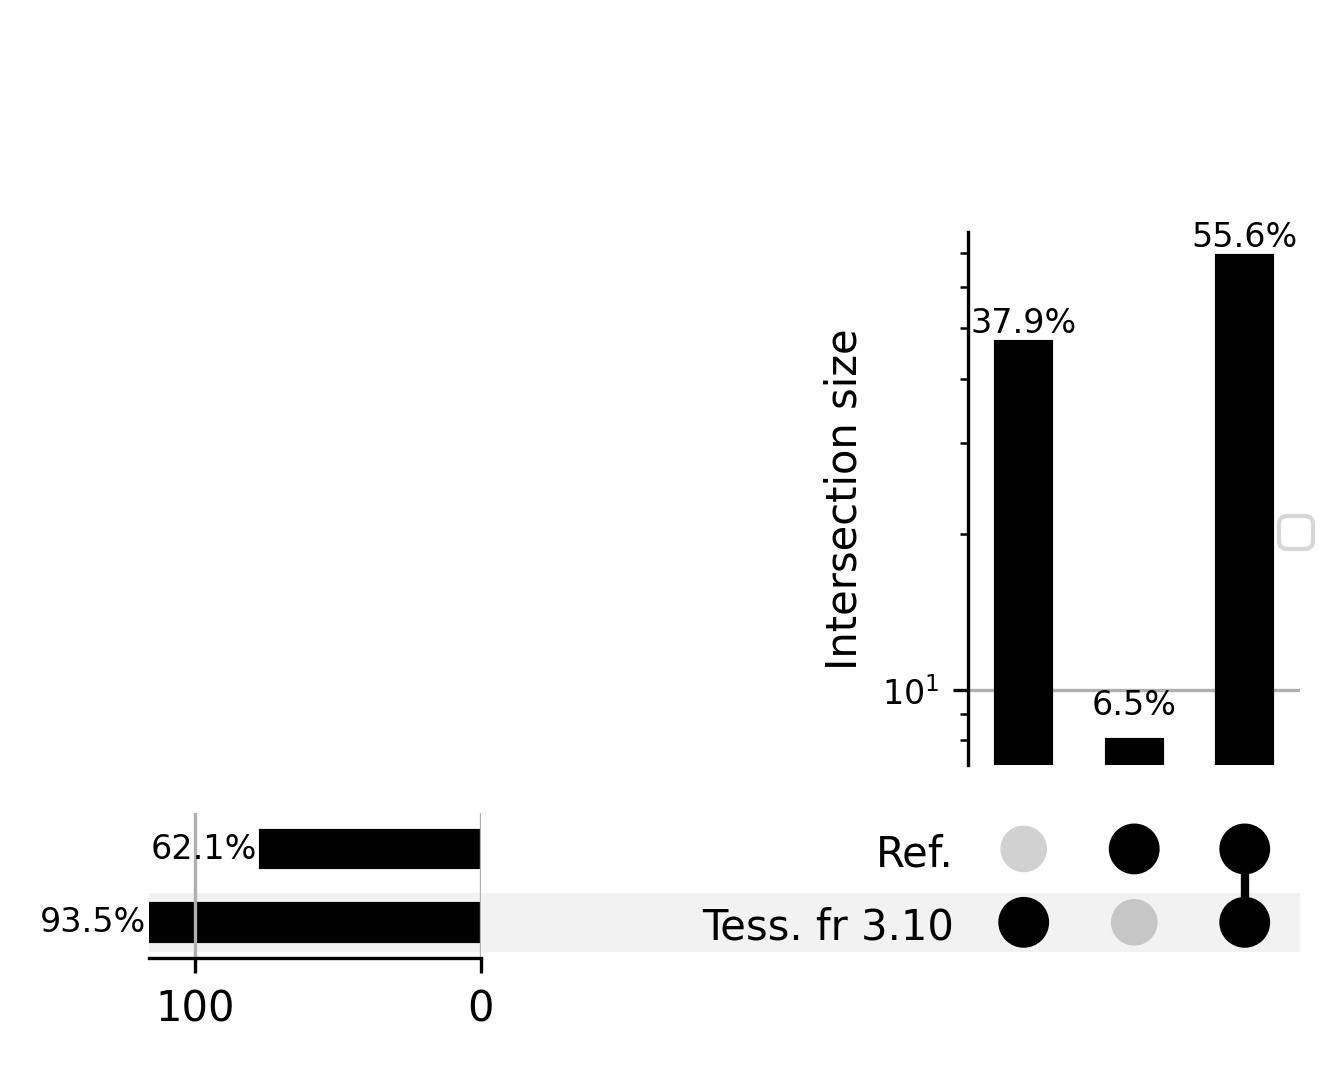 55.6%
37.9%
Intersection size
10¹
6.5%
62.1%
Ref.
93.5%
Tess. fr 3.10
100
0